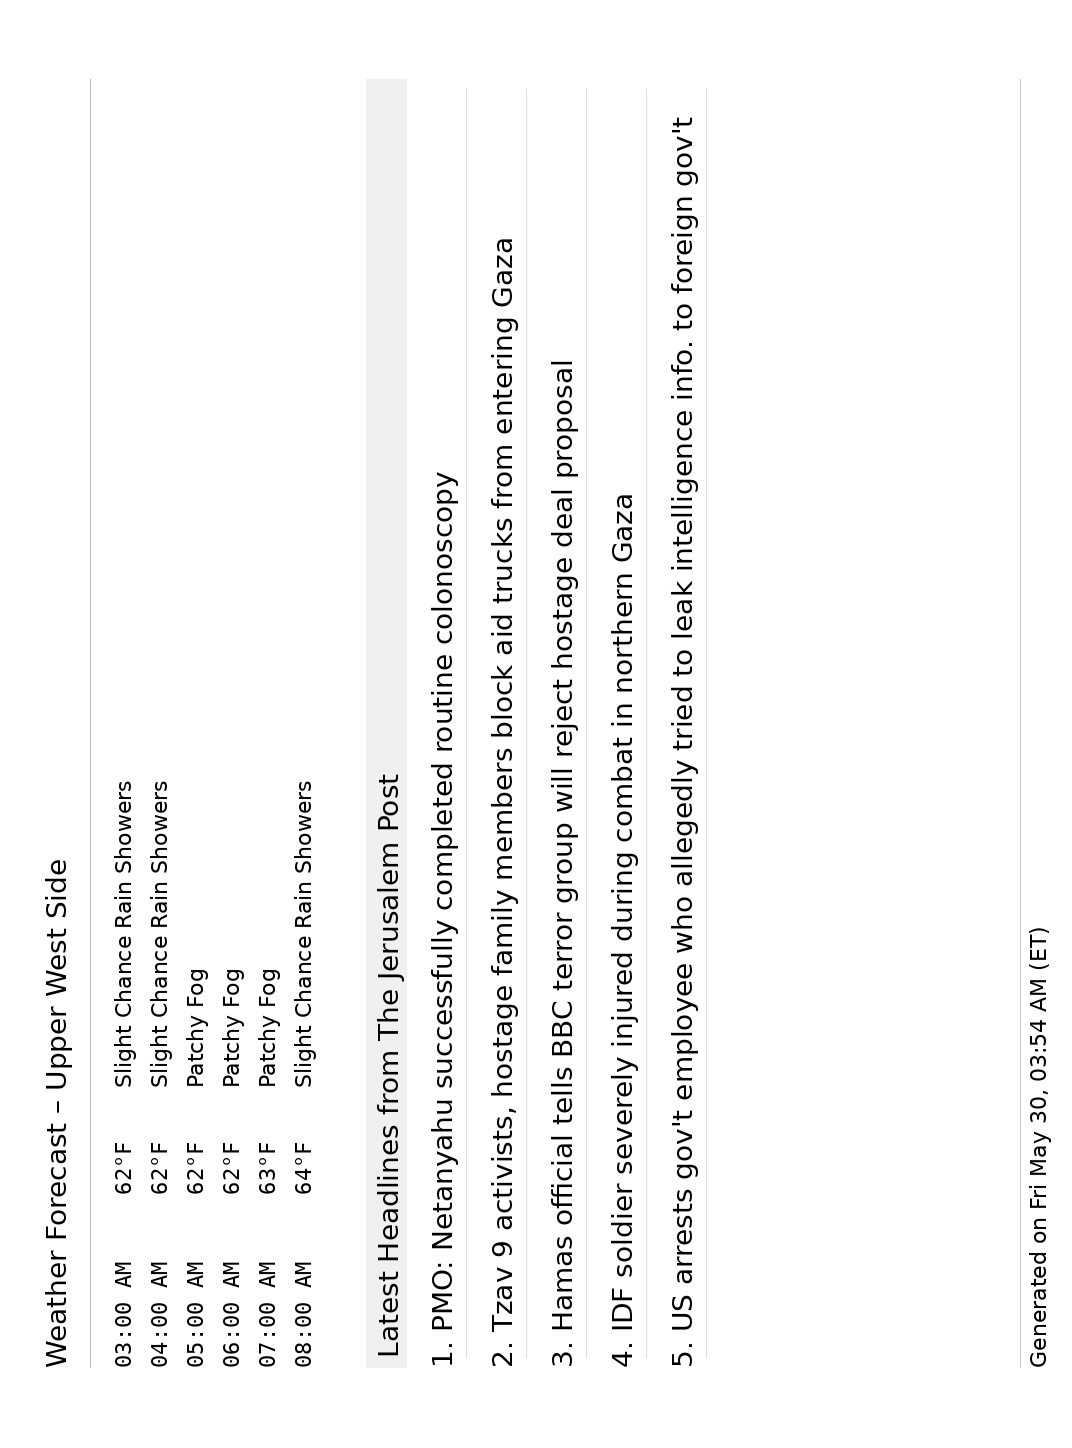 Weather Forecast – Upper West Side
03:00 AM 62°F Slight Chance Rain Showers
04:00 AM 62°F Slight Chance Rain Showers
05:00 AM 62°F Patchy Fog
06:00 AM 62°F Patchy Fog
07:00 AM 63°F Patchy Fog
08:00 AM 64°F Slight Chance Rain Showers
Latest Headlines from The Jerusalem Post
1. PMO: Netanyahu successfully completed routine colonoscopy
2. Tzav 9 activists, hostage family members block aid trucks from entering Gaza
3. Hamas official tells BBC terror group will reject hostage deal proposal
4. IDF soldier severely injured during combat in northern Gaza
5. US arrests gov't employee who allegedly tried to leak intelligence info. to foreign gov't
Generated on Fri May 30, 03:54 AM (ET)